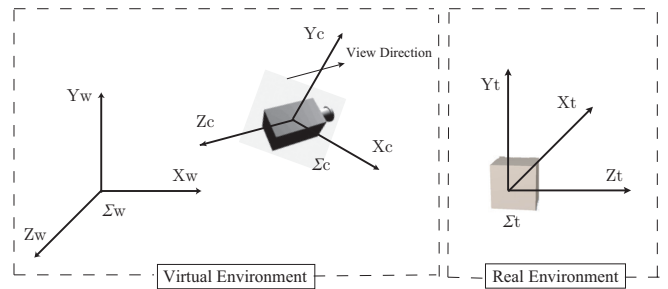 Yc
View Direction
Yw
Zc
Xc
Σc
Xw
Σw
Zw
Virtual Environment
Yt
Xt
Zt
Σt
Real Environment